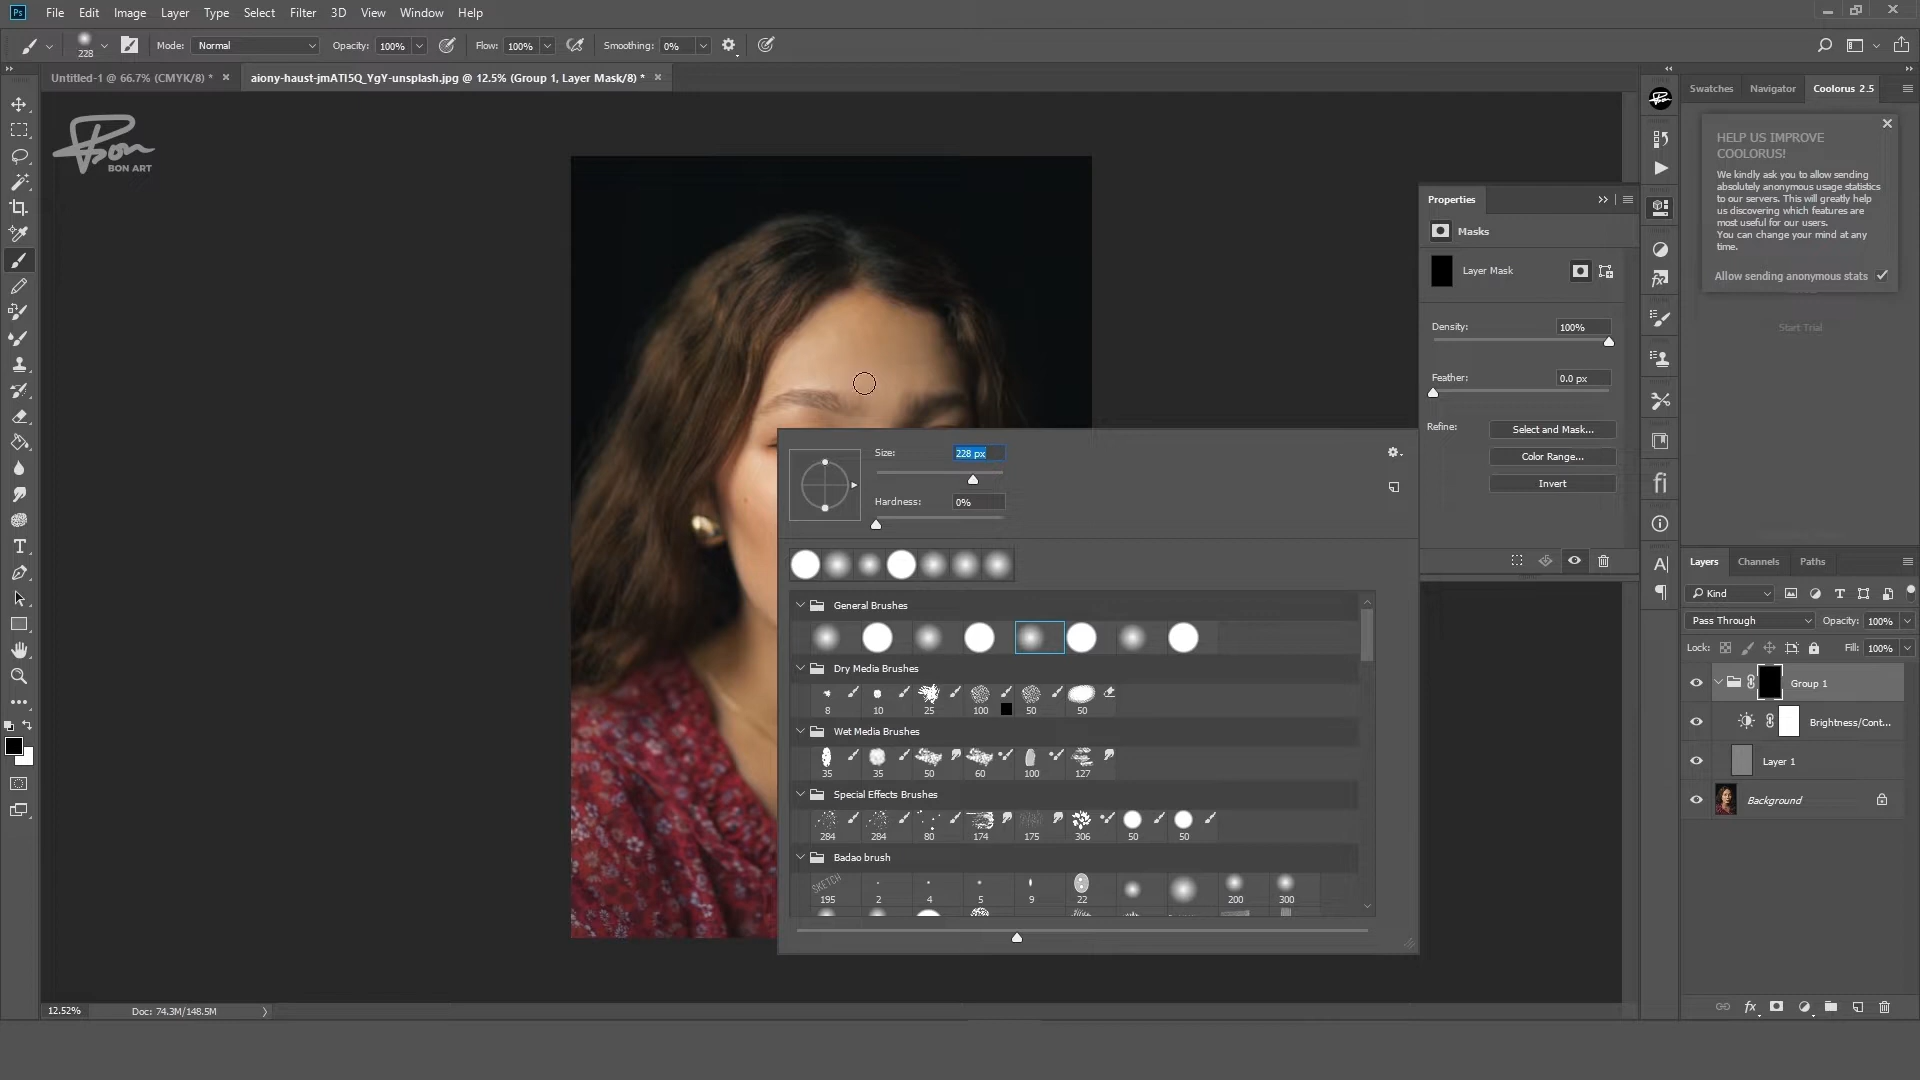 Ps File Edit Image Layer Type Select Filter 3D View Window Help
228 Mode: Normal Opacity: 100% Flow: 100% Smoothing: 0%
Untitled-1 @ 66.7% (CMYK/8) * × aiony-haust-jmATI5Q_YgY-unsplash.jpg @ 12.5% (Group 1, Layer Mask/8) * ×
Bon
BON ART
Swatches Navigator Coolorus 2.5
HELP US IMPROVE
COOLORUS!
We kindly ask you to allow sending
absolutely anonymous usage statistics
to our servers. This will greatly help
us discovering which features are
most useful for our users.
You can change your mind at any
time.
Allow sending anonymous stats
Start Trial
Properties
Masks
Layer Mask
Density: 100%
Feather: 0.0 px
Refine: Select and Mask...
Color Range...
Invert
Size: 228 px
Hardness: 0%
General Brushes
Dry Media Brushes
8 10 25 100 50 50
Wet Media Brushes
35 35 50 60 100 127
Special Effects Brushes
284 284 80 174 175 306 50 50
Badao brush
SKETCH
195 2 4 5 9 22 200 300
Layers Channels Paths
Kind
Pass Through Opacity: 100%
Lock: Fill: 100%
Group 1
Brightness/Cont...
Layer 1
Background
fx
12.52% Doc: 74.3M/148.5M